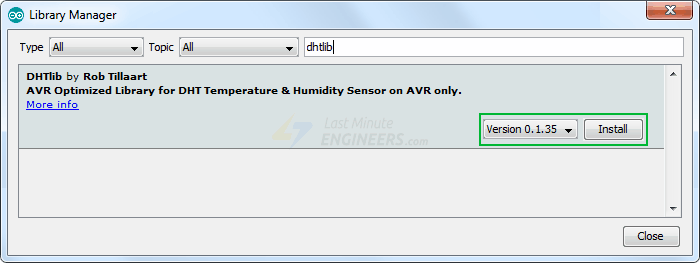 Library Manager
Type All Topic All dhtlib
DHTlib by Rob Tillaart
AVR Optimized Library for DHT Temperature & Humidity Sensor on AVR only.
More info
Version 0.1.35 Install
Last Minute
ENGINEERS.com
Close